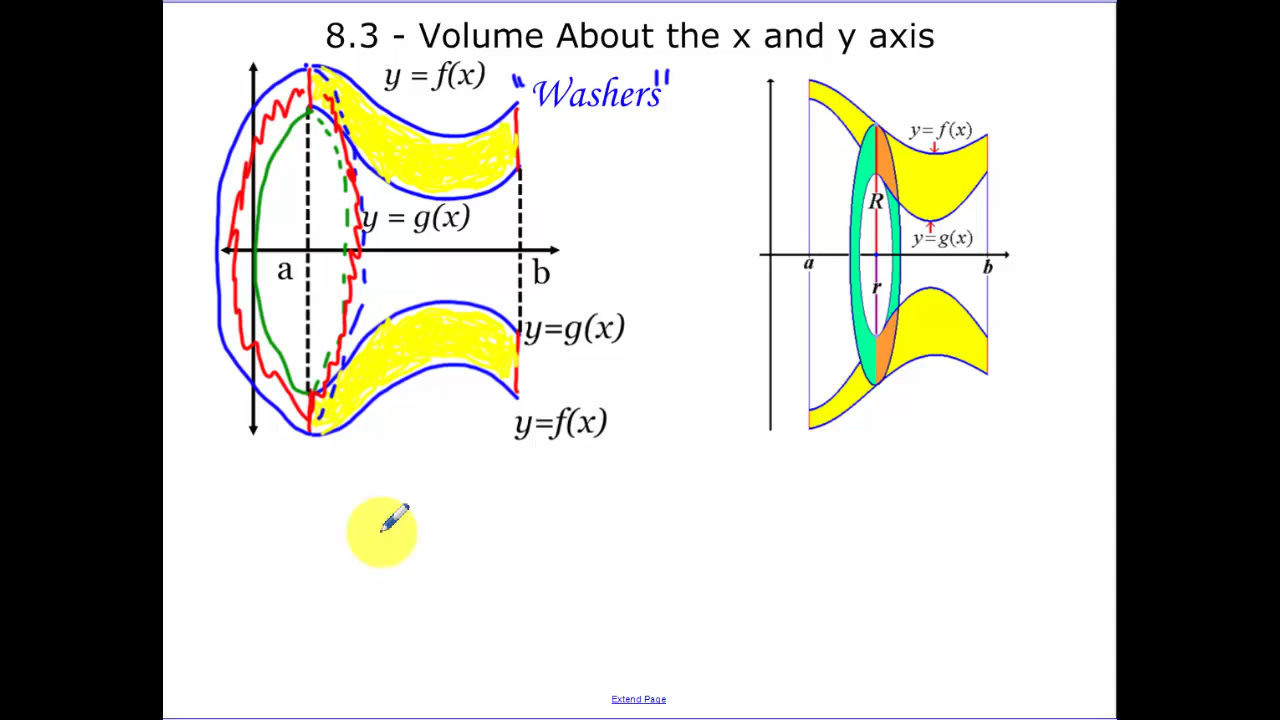 8.3 - Volume About the x and y axis
y = f(x)
"Washers"
y = g(x)
a
b
y=g(x)
y=f(x)
y= f(x)
R
y=g(x)
a
b
r
Extend Page